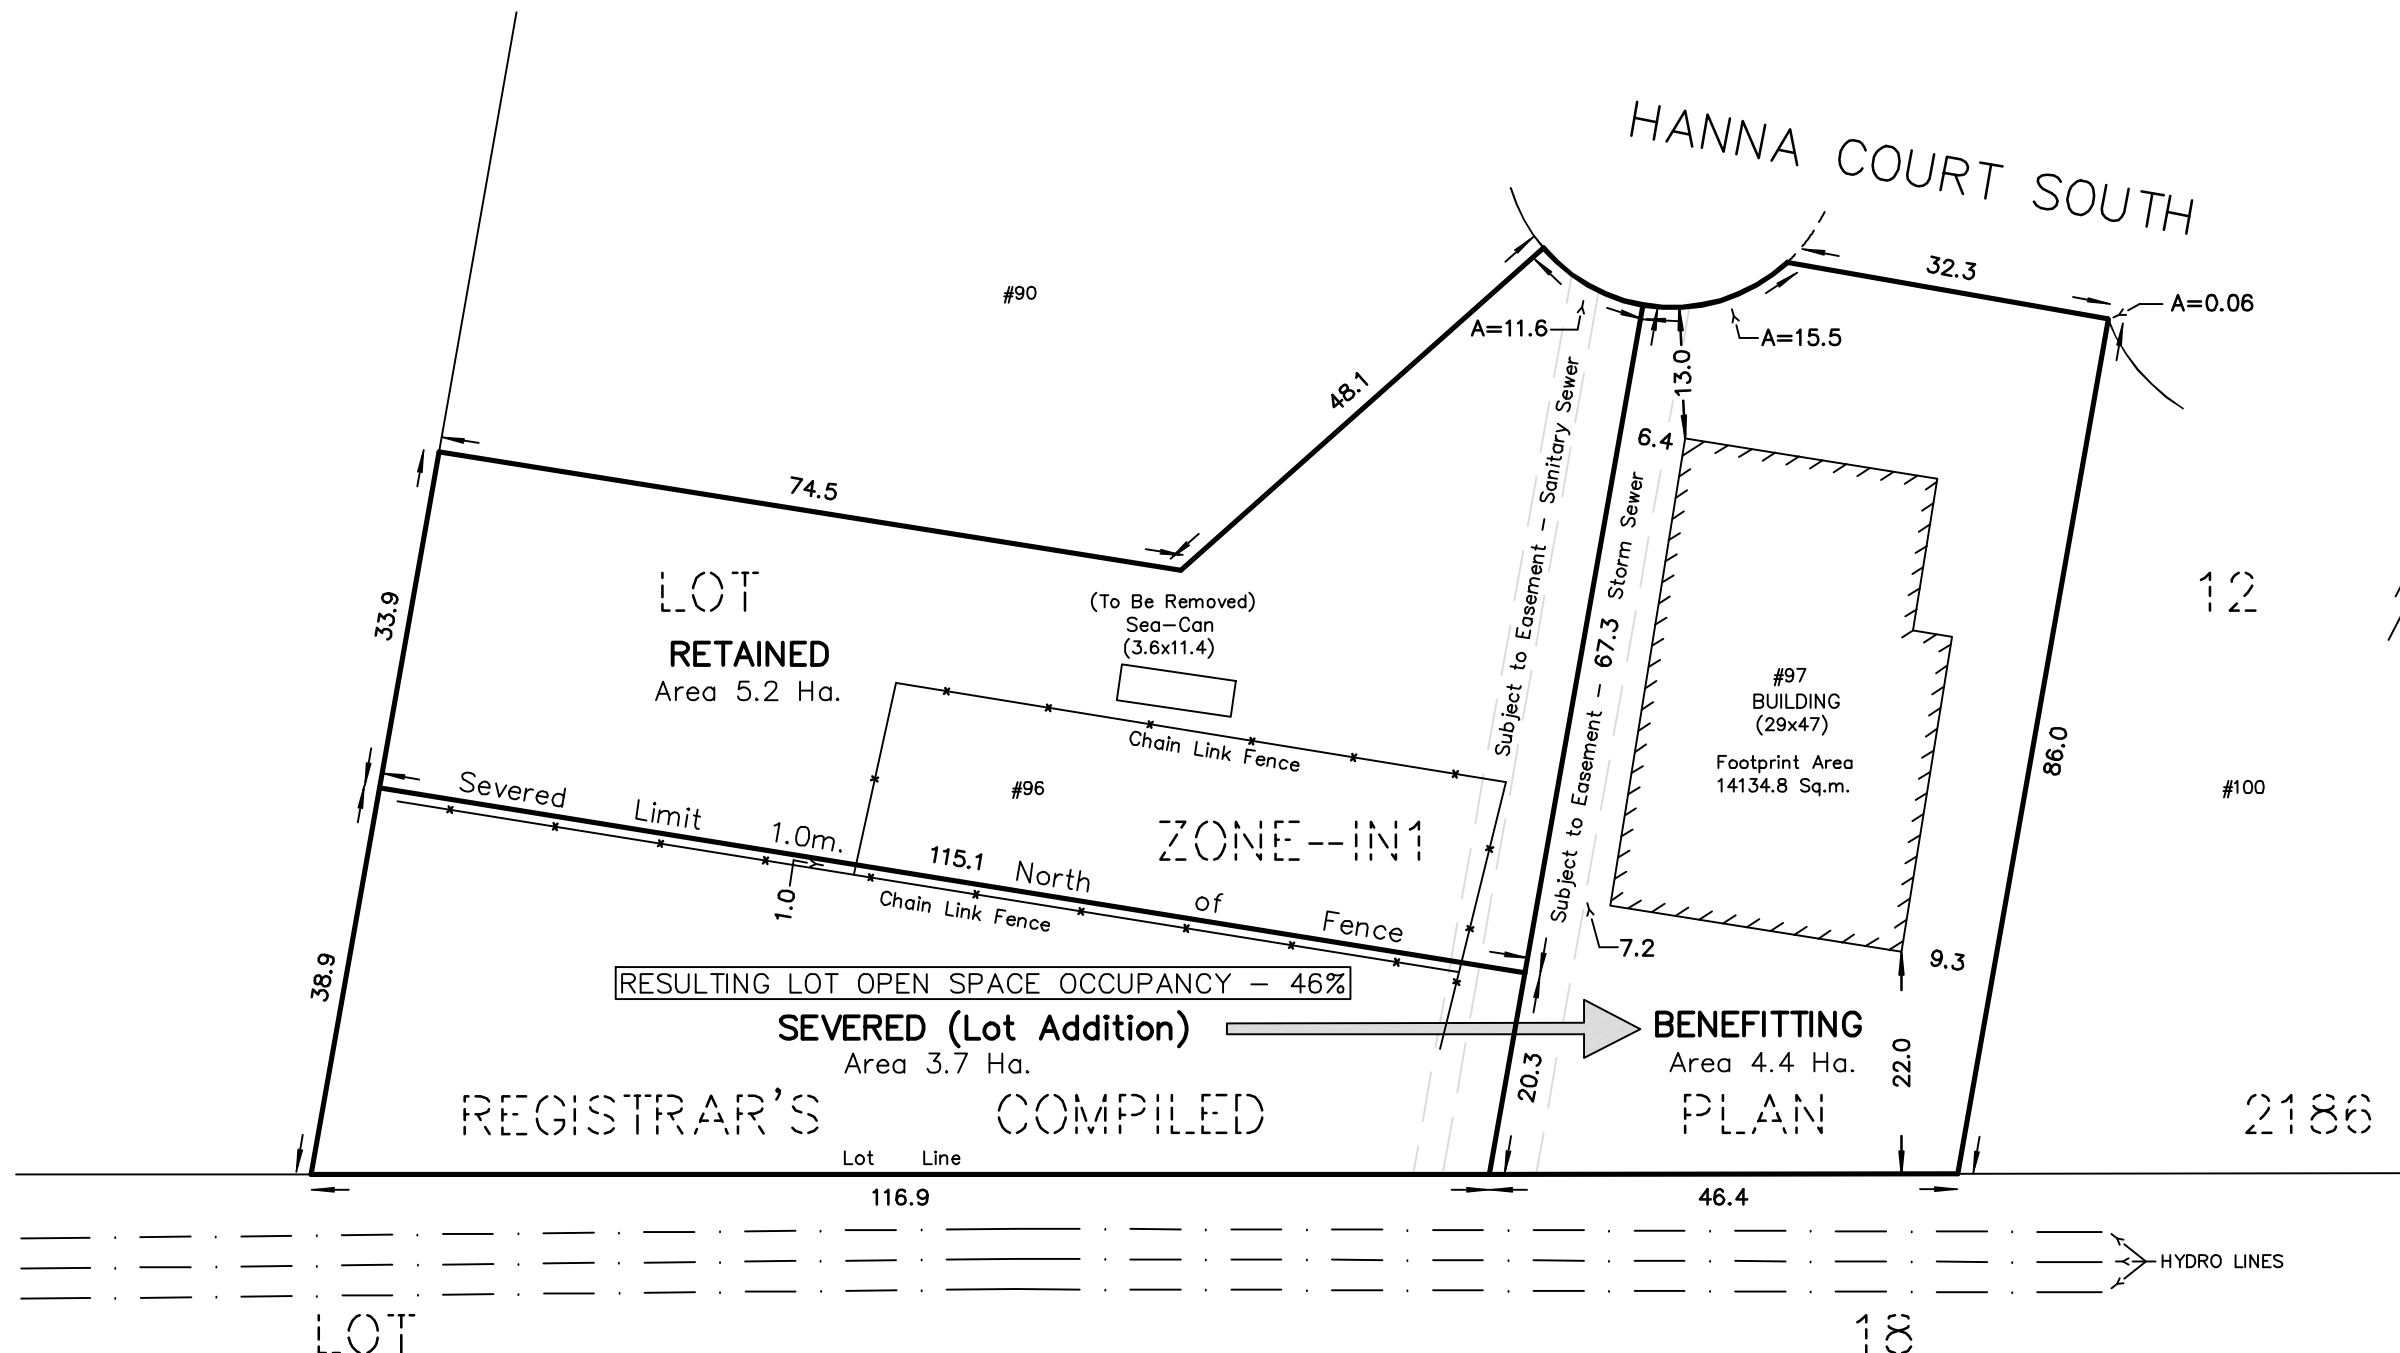 HANNA COURT SOUTH
#90
32.3
A=0.06
A=11.6
A=15.5
13.0
48.1
6.4
74.5
LOT
12
33.9
RETAINED
Area 5.2 Ha.
(To Be Removed)
Sea-Can
(3.6x11.4)
Subject to Easement - Sanitary Sewer
Subject to Easement - 67.3 Storm Sewer
#97
BUILDING
(29x47)
Footprint Area
14134.8 Sq.m.
86.0
#100
Chain Link Fence
#96
ZONE--IN1
Severed Limit 1.0m. North of Fence
115.1
1.0
Chain Link Fence
7.2
9.3
38.9
RESULTING LOT OPEN SPACE OCCUPANCY - 46%
SEVERED (Lot Addition)
Area 3.7 Ha.
BENEFITTING
Area 4.4 Ha.
20.3
22.0
REGISTRAR'S COMPILED PLAN 2186
Lot Line
116.9
46.4
HYDRO LINES
LOT 18